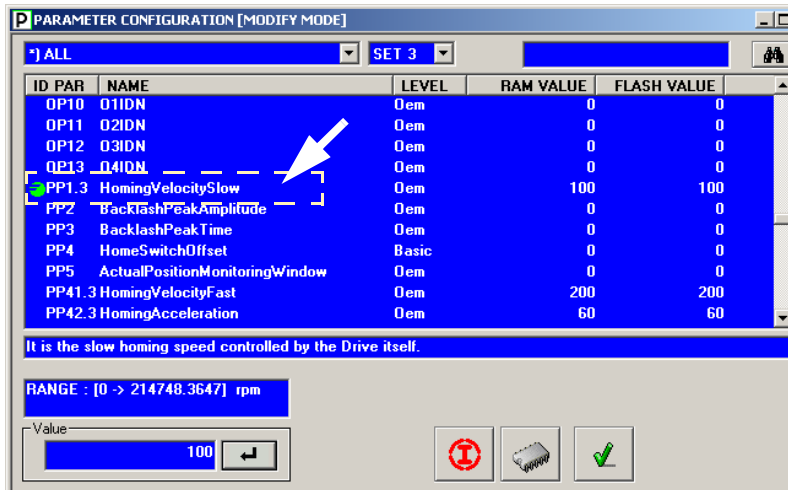 P PARAMETER CONFIGURATION [MODIFY MODE]
*) ALL SET 3
ID PAR NAME LEVEL RAM VALUE FLASH VALUE
OP10 O1IDN Oem 0 0
OP11 O2IDN Oem 0 0
OP12 O3IDN Oem 0 0
OP13 O4IDN Oem 0 0
PP1.3 HomingVelocitySlow Oem 100 100
PP2 BacklashPeakAmplitude Oem 0 0
PP3 BacklashPeakTime Oem 0 0
PP4 HomeSwitchOffset Basic 0 0
PP5 ActualPositionMonitoringWindow Oem 0 0
PP41.3 HomingVelocityFast Oem 200 200
PP42.3 HomingAcceleration Oem 60 60
It is the slow homing speed controlled by the Drive itself.
RANGE : [0 -> 214748.3647] rpm
Value
100
I